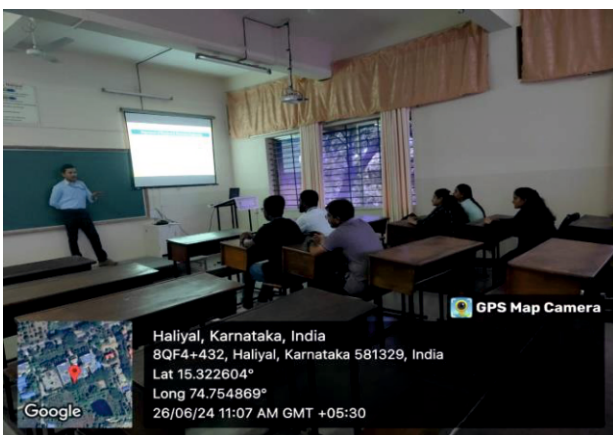 GPS Map Camera
Haliyal, Karnataka, India
8QF4+432, Haliyal, Karnataka 581329, India
Lat 15.322604°
Long 74.754869°
26/06/24 11:07 AM GMT +05:30
Google